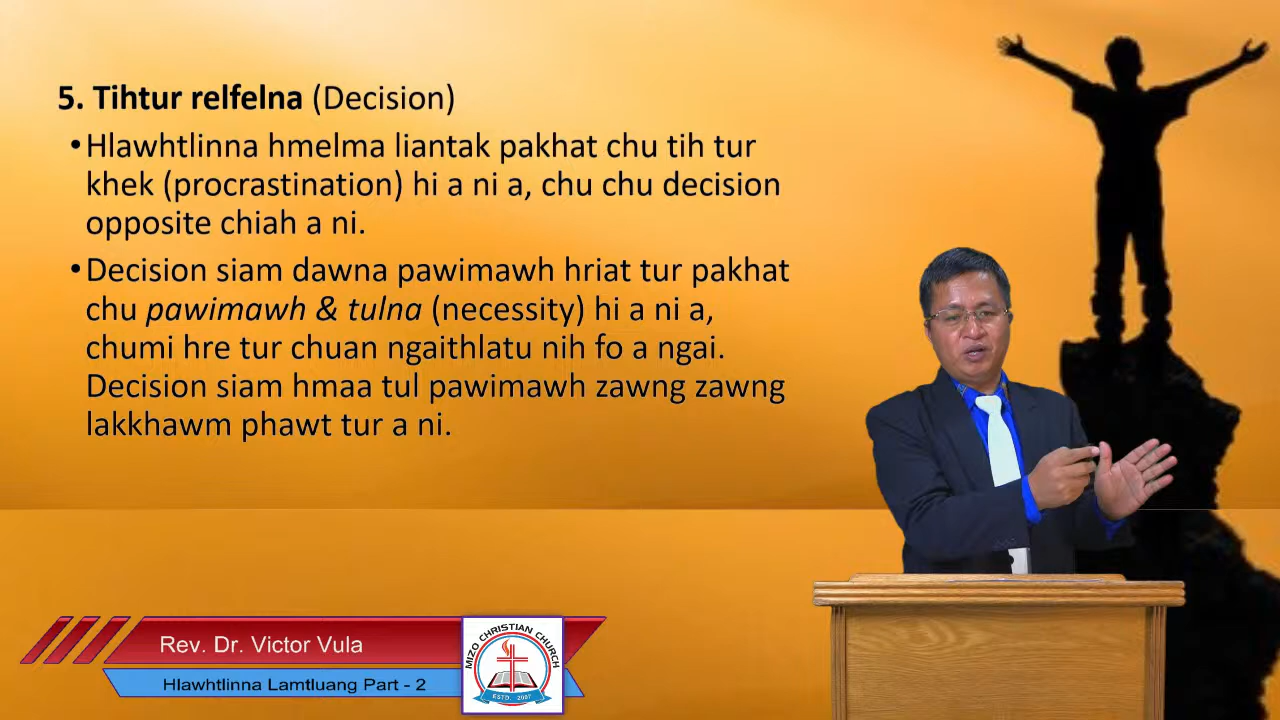 5. Tihtur relfelna (Decision)
•Hlawhtlinna hmelma liantak pakhat chu tih tur
khek (procrastination) hi a ni a, chu chu decision
opposite chiah a ni.
•Decision siam dawna pawimawh hriat tur pakhat
chu pawimawh & tulna (necessity) hi a ni a,
chumi hre tur chuan ngaithlatu nih fo a ngai.
Decision siam hmaa tul pawimawh zawng zawng
lakkhawm phawt tur a ni.
Rev. Dr. Victor Vula
Hlawhtlinna Lamtluang Part - 2
MIZO CHRISTIAN CHURCH
ESTD. -2007